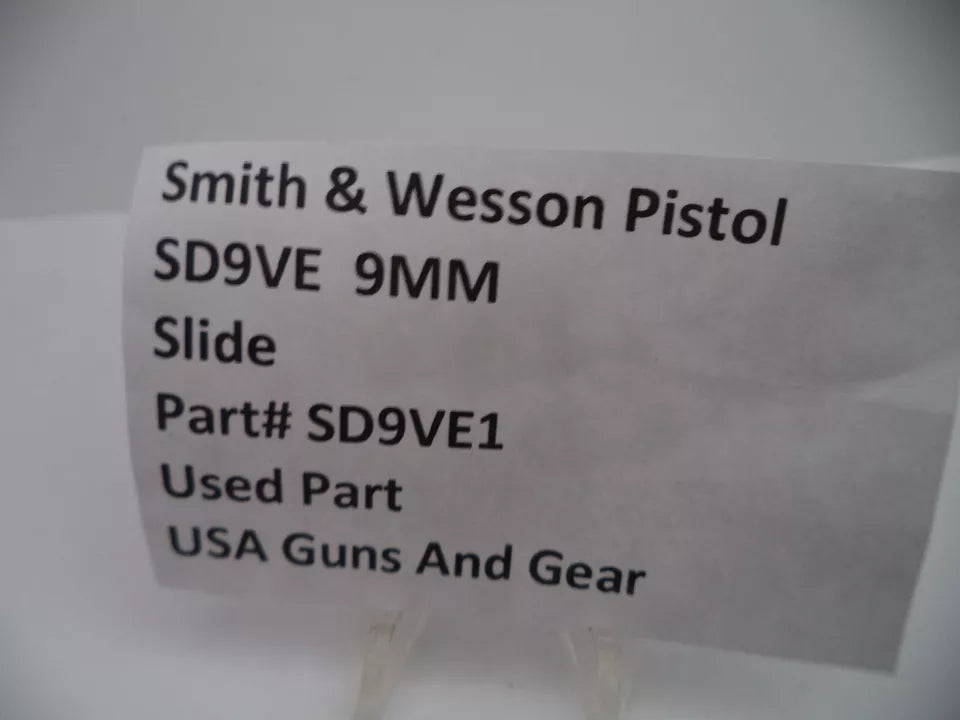 Smith & Wesson Pistol
SD9VE 9MM
Slide
Part# SD9VE1
Used Part
USA Guns And Gear